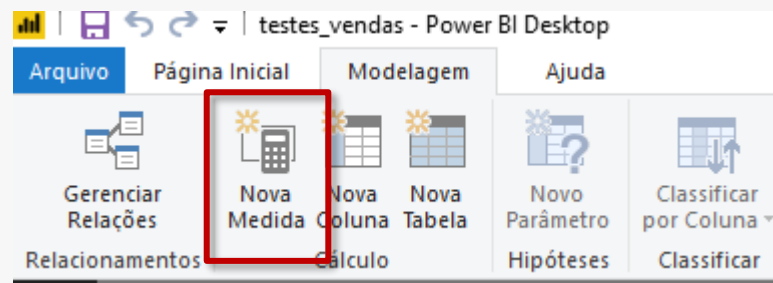 testes_vendas - Power BI Desktop
Arquivo Página Inicial Modelagem Ajuda
Gerenciar Relações
Nova Medida
Nova Coluna
Nova Tabela
Novo Parâmetro
Classificar por Coluna
Relacionamentos Cálculo Hipóteses Classificar